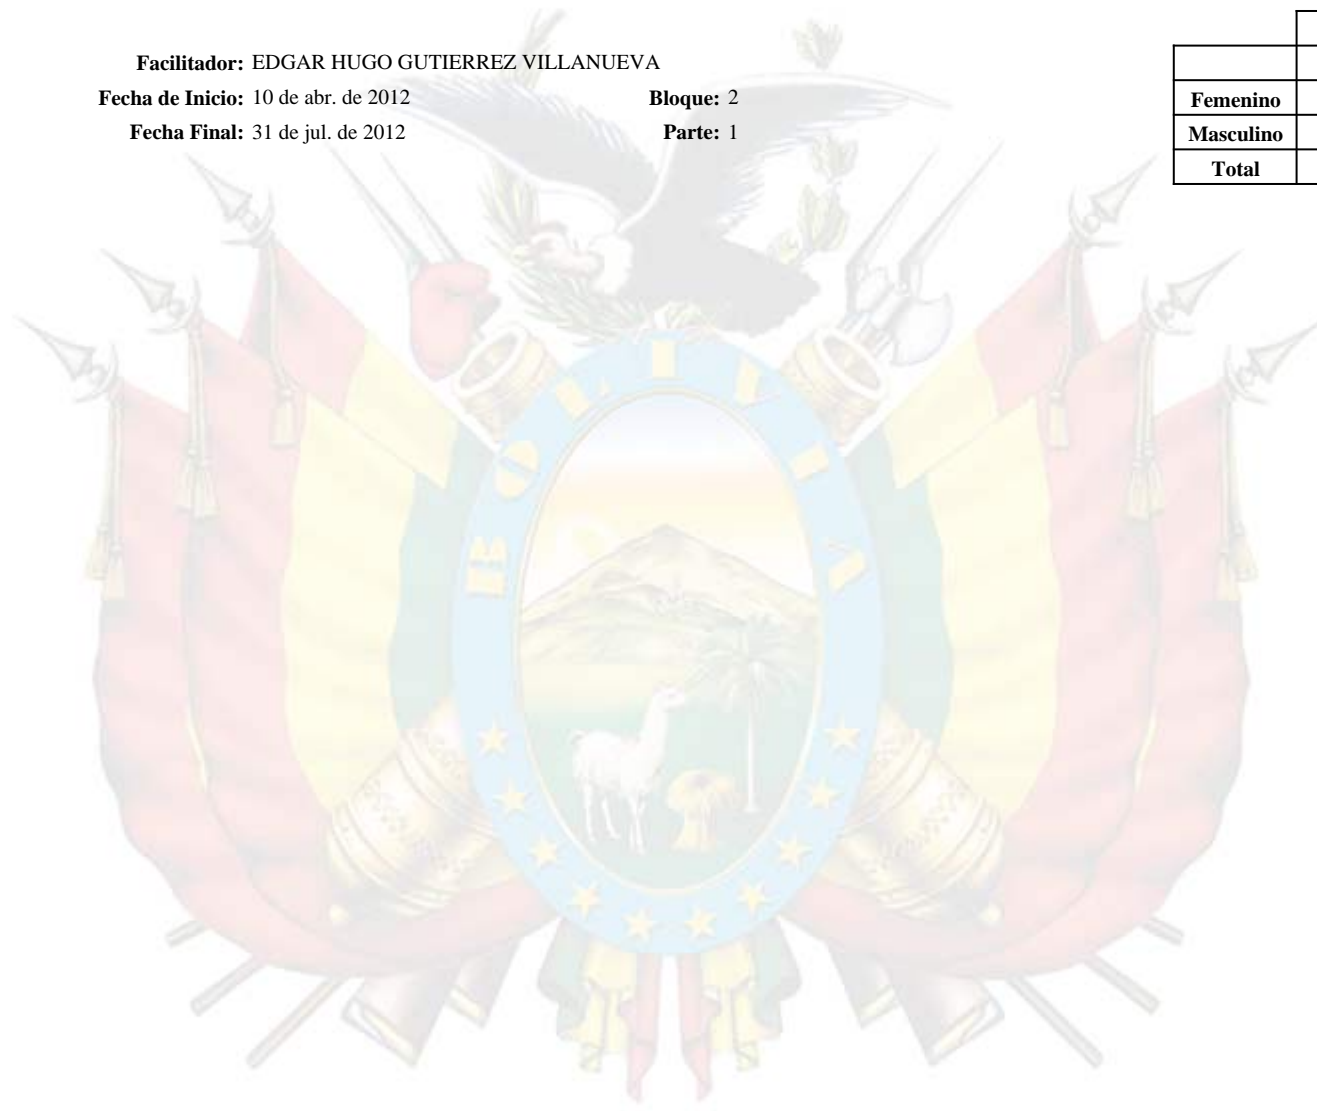 Facilitador: EDGAR HUGO GUTIERREZ VILLANUEVA
Fecha de Inicio: 10 de abr. de 2012 Bloque: 2
Fecha Final: 31 de jul. de 2012 Parte: 1
Femenino
Masculino
Total
BOLIVIA